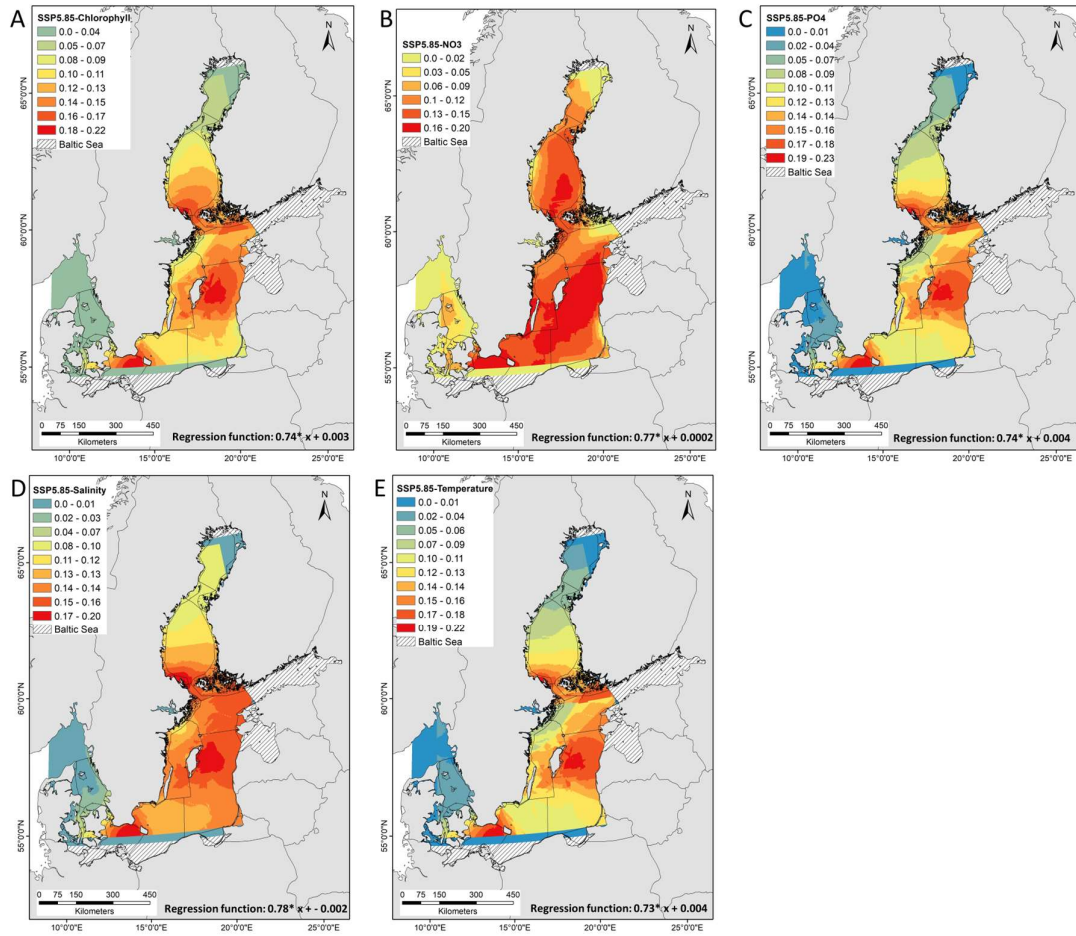 A
SSP5.85-Chlorophyll
0.0 - 0.04
0.05 - 0.07
0.08 - 0.09
0.10 - 0.11
0.12 - 0.13
0.14 - 0.15
0.16 - 0.17
0.18 - 0.22
Baltic Sea
N
65°0'0"N
60°0'0"N
55°0'0"N
0 75 150 300 450
Kilometers
Regression function: 0.74* x + 0.003
10°0'0"E 15°0'0"E 20°0'0"E 25°0'0"E
B
SSP5.85-NO3
0.0 - 0.02
0.03 - 0.05
0.06 - 0.09
0.1 - 0.12
0.13 - 0.15
0.16 - 0.20
Baltic Sea
N
65°0'0"N
60°0'0"N
55°0'0"N
0 75 150 300 450
Kilometers
Regression function: 0.77* x + 0.0002
10°0'0"E 15°0'0"E 20°0'0"E 25°0'0"E
C
SSP5.85-PO4
0.0 - 0.01
0.02 - 0.04
0.05 - 0.07
0.08 - 0.09
0.10 - 0.11
0.12 - 0.13
0.14 - 0.14
0.15 - 0.16
0.17 - 0.18
0.19 - 0.23
Baltic Sea
N
65°0'0"N
60°0'0"N
55°0'0"N
0 75 150 300 450
Kilometers
Regression function: 0.74* x + 0.004
10°0'0"E 15°0'0"E 20°0'0"E 25°0'0"E
D
SSP5.85-Salinity
0.0 - 0.01
0.02 - 0.03
0.04 - 0.07
0.08 - 0.10
0.11 - 0.12
0.13 - 0.13
0.14 - 0.14
0.15 - 0.16
0.17 - 0.20
Baltic Sea
N
65°0'0"N
60°0'0"N
55°0'0"N
0 75 150 300 450
Kilometers
Regression function: 0.78* x + - 0.002
10°0'0"E 15°0'0"E 20°0'0"E 25°0'0"E
E
SSP5.85-Temperature
0.0 - 0.01
0.02 - 0.04
0.05 - 0.06
0.07 - 0.09
0.10 - 0.11
0.12 - 0.13
0.14 - 0.14
0.15 - 0.16
0.17 - 0.18
0.19 - 0.22
Baltic Sea
N
65°0'0"N
60°0'0"N
55°0'0"N
0 75 150 300 450
Kilometers
Regression function: 0.73* x + 0.004
10°0'0"E 15°0'0"E 20°0'0"E 25°0'0"E